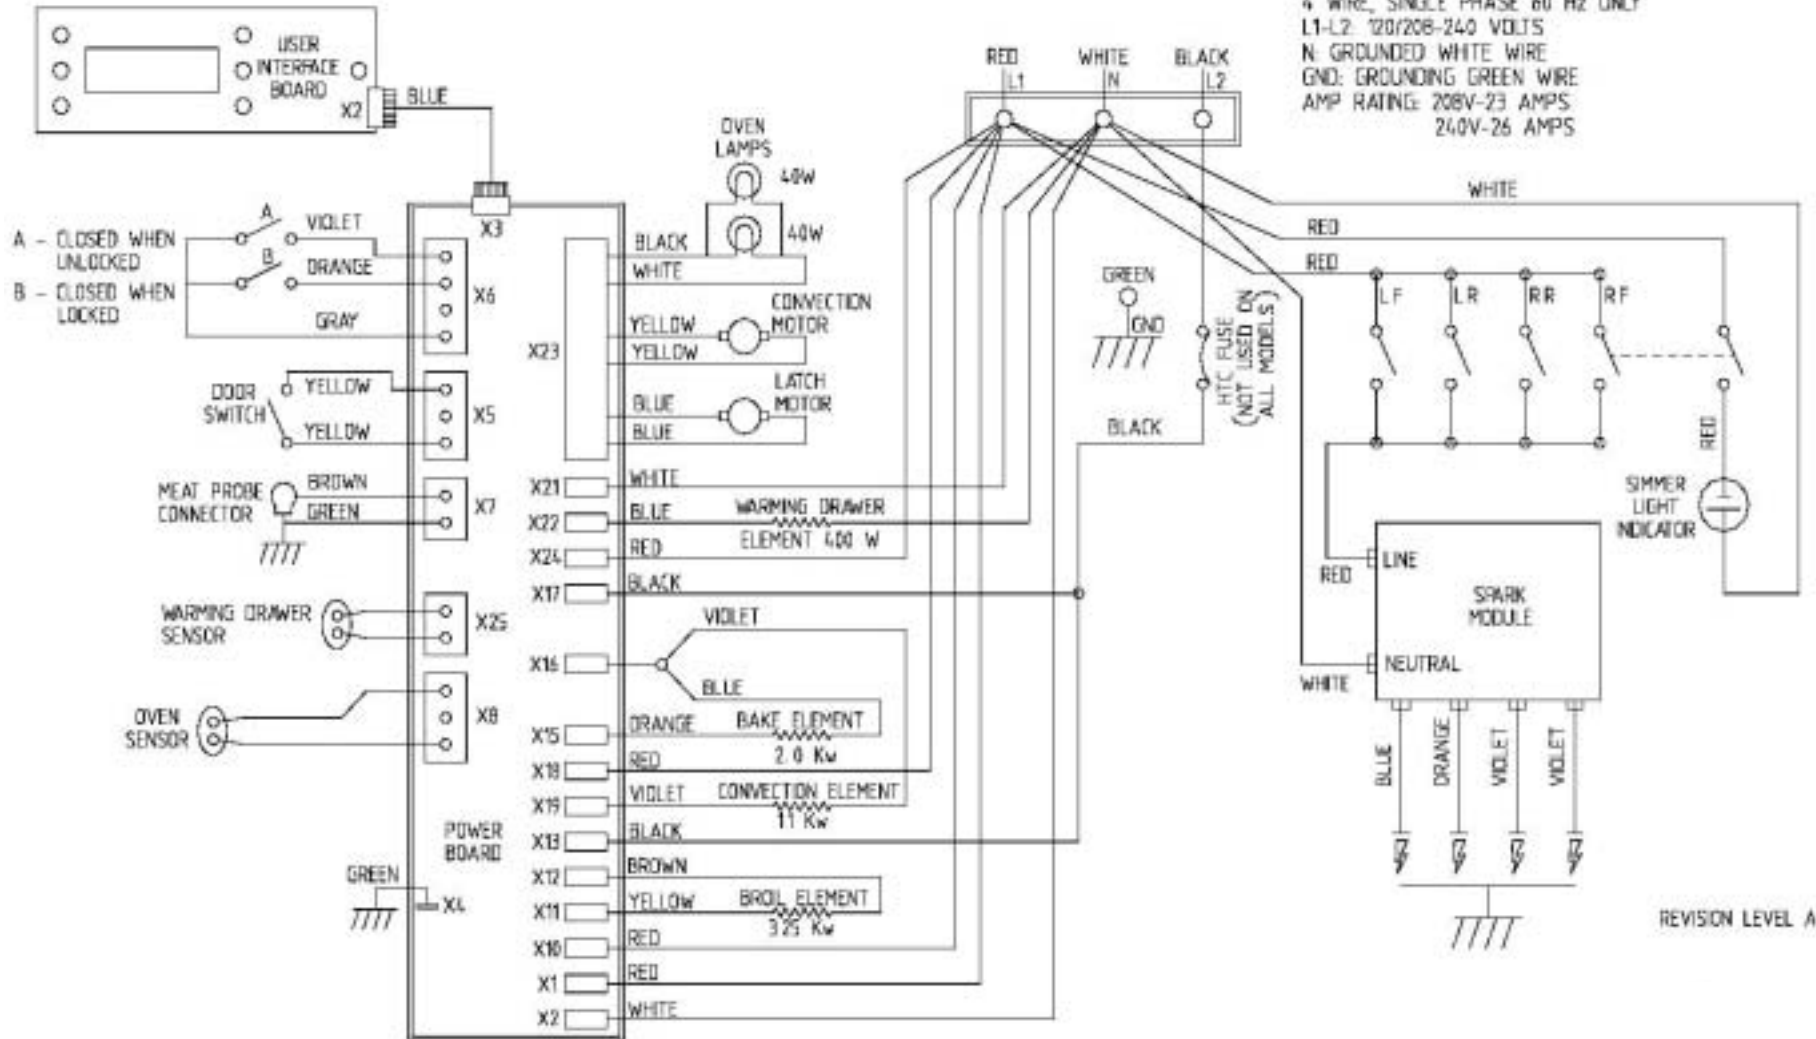 4 WIRE, SINGLE PHASE 60 HZ ONLY
L1-L2: 120/208-240 VOLTS
N: GROUNDED WHITE WIRE
GND: GROUNDING GREEN WIRE
AMP RATING: 208V-23 AMPS
240V-26 AMPS
USER
INTERFACE
BOARD
X2
BLUE
RED
WHITE
BLACK
L1
N
L2
OVEN
LAMPS
40W
40W
X3
A
VIOLET
A - CLOSED WHEN
UNLOCKED
B
ORANGE
B - CLOSED WHEN
LOCKED
GRAY
X6
BLACK
WHITE
YELLOW
CONVECTION
MOTOR
YELLOW
X23
LATCH
MOTOR
BLUE
BLUE
DOOR
SWITCH
YELLOW
YELLOW
X5
MEAT PROBE
CONNECTOR
BROWN
GREEN
X7
WARMING DRAWER
SENSOR
X25
OVEN
SENSOR
X8
POWER
BOARD
GREEN
X4
X21
WHITE
X22
BLUE
WARMING DRAWER
ELEMENT 400 W
X24
RED
X17
BLACK
VIOLET
X16
BLUE
X15
ORANGE
BAKE ELEMENT
2.0 Kw
X18
RED
X19
VIOLET
CONVECTION ELEMENT
11 Kw
X13
BLACK
X12
BROWN
X11
YELLOW
BROIL ELEMENT
325 Kw
X10
RED
X1
RED
X2
WHITE
GREEN
GND
HTC FUSE
(NOT USED ON
ALL MODELS)
BLACK
WHITE
RED
RED
LF
LR
RR
RF
RED
SIMMER
LIGHT
INDICATOR
RED
LINE
SPARK
MODULE
NEUTRAL
WHITE
BLUE
ORANGE
VIOLET
VIOLET
REVISION LEVEL A